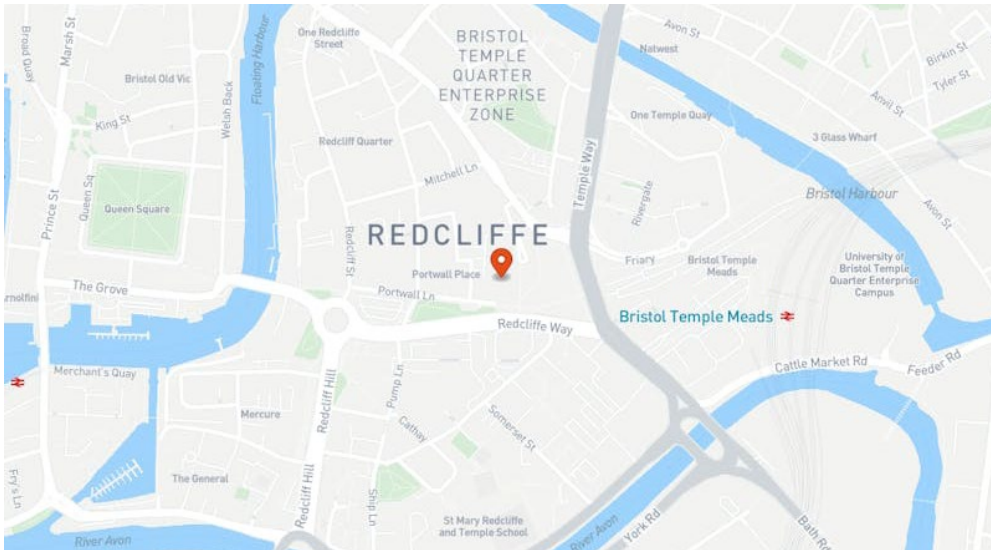 Broad Quay
Marsh St
Floating Harbour
One Redcliffe
Street
BRISTOL
TEMPLE
QUARTER
ENTERPRISE
ZONE
Avon St
Natwest
Birkin St
Tyler St
Anvil St
Bristol Old Vic
King St
Welsh Back
Redcliff Quarter
One Temple Quay
3 Glass Wharf
Mitchell Ln
Temple Way
Rivergate
Bristol Harbour
Avon St
Prince St
Queen Sq
Queen Square
REDCLIFFE
Redcliff St
Portwall Place
Portwall Ln
Friary
Bristol Temple
Meads
University of
Bristol Temple
Quarter Enterprise
Campus
The Grove
rnolfini
Redcliffe Way
Bristol Temple Meads
Cattle Market Rd
Feeder Rd
Merchant's Quay
Mercure
Redcliff Hill
Pump Ln
Cathay
Somerset St
The General
Fry's Ln
Redcliff Hill
Ship Ln
St Mary Redcliffe
and Temple School
River Avon
River Avon
York Rd
Bath Rd